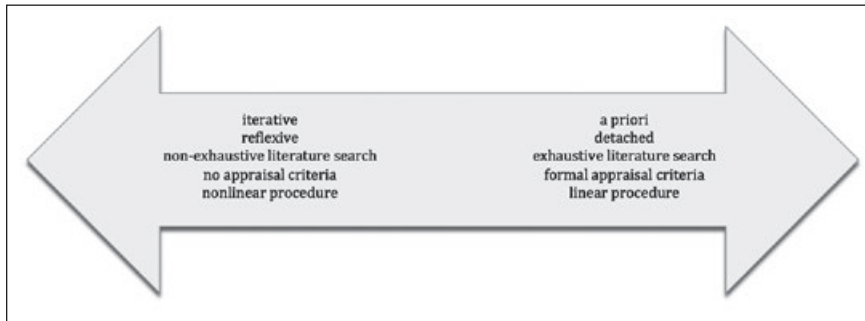 iterative
reflexive
non-exhaustive literature search
no appraisal criteria
nonlinear procedure
a priori
detached
exhaustive literature search
formal appraisal criteria
linear procedure